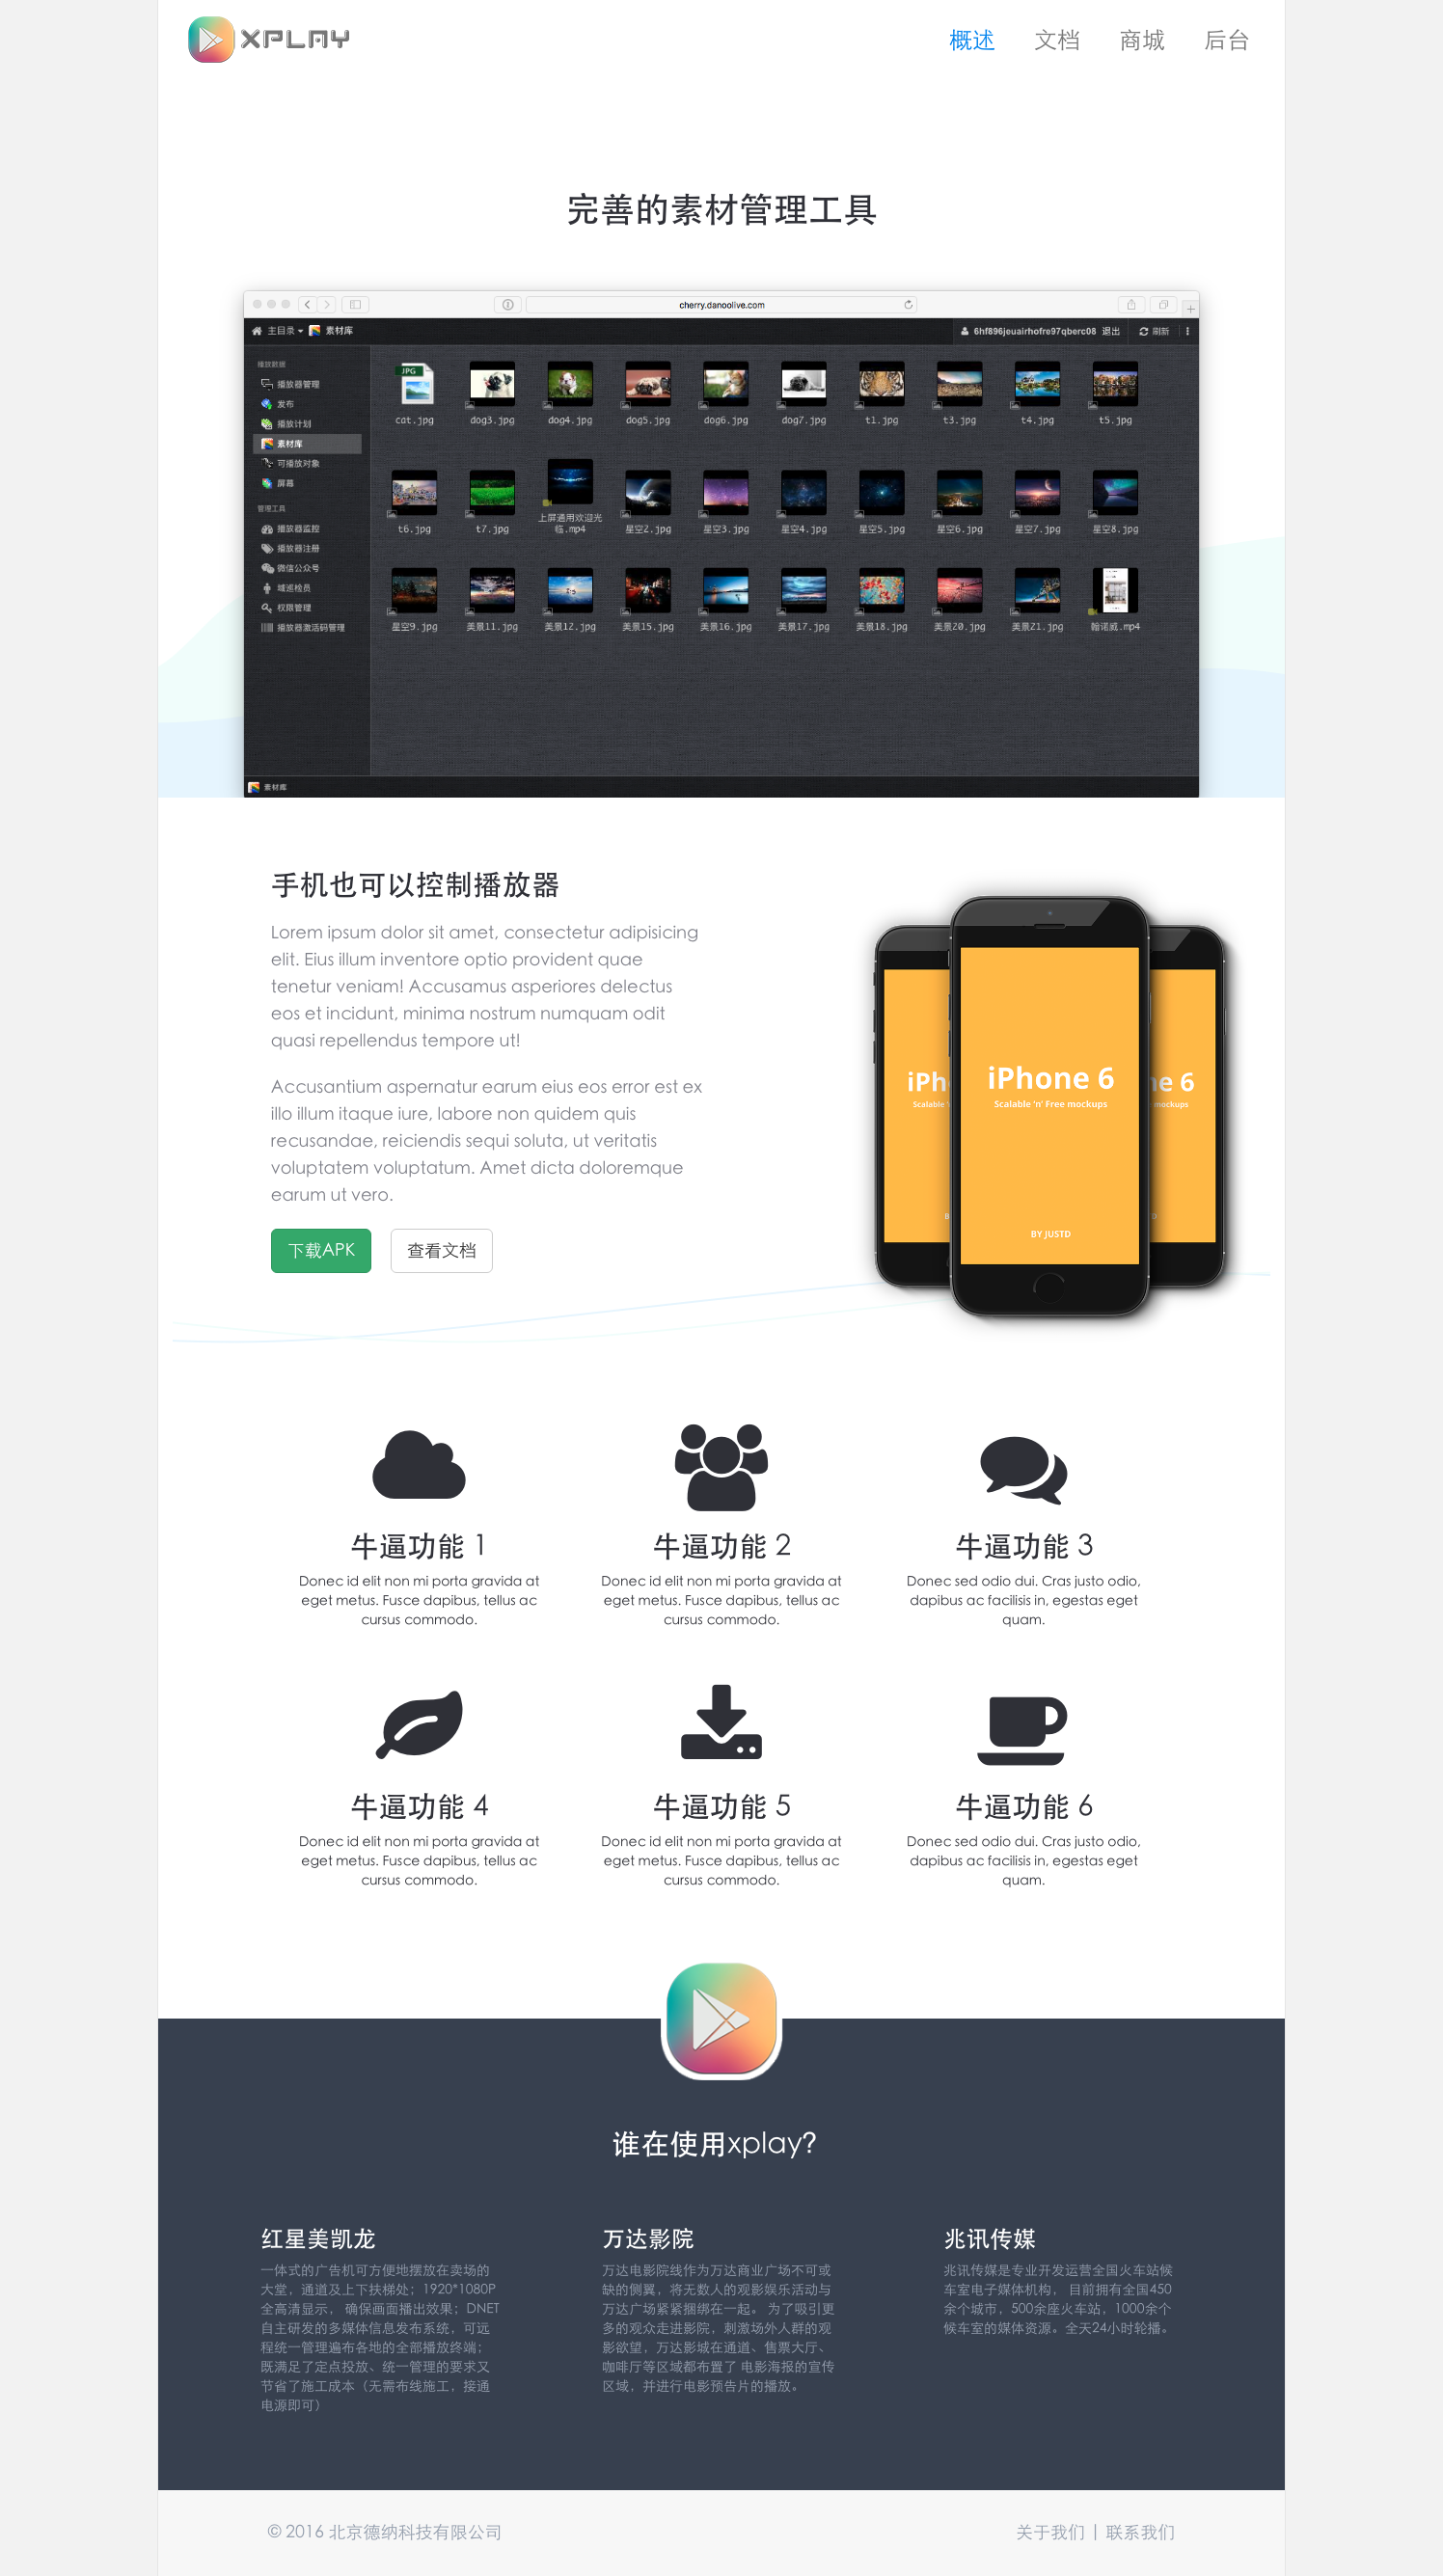 XPLAY
概述 文档 商城 后台
完善的素材管理工具
cherry.danoolive.com
主目录 素材库
6hf896jeuairhofre97qberc08 退出 刷新
播放数据
播放器管理
发布
播放计划
素材库
可播放对象
屏幕
管理工具
播放器监控
播放器注册
微信公众号
域巡检员
权限管理
播放器激活码管理
JPG
cat.jpg dog3.jpg dog4.jpg dog5.jpg dog6.jpg dog7.jpg t1.jpg t3.jpg t4.jpg t5.jpg
t6.jpg t7.jpg 上屏通用欢迎光临.mp4 星空2.jpg 星空3.jpg 星空4.jpg 星空5.jpg 星空6.jpg 星空7.jpg 星空8.jpg
星空9.jpg 美景11.jpg 美景12.jpg 美景15.jpg 美景16.jpg 美景17.jpg 美景18.jpg 美景20.jpg 美景21.jpg 翰诺威.mp4
素材库
手机也可以控制播放器
Lorem ipsum dolor sit amet, consectetur adipisicing
elit. Eius illum inventore optio provident quae
tenetur veniam! Accusamus asperiores delectus
eos et incidunt, minima nostrum numquam odit
quasi repellendus tempore ut!
Accusantium aspernatur earum eius eos error est ex
illo illum itaque iure, labore non quidem quis
recusandae, reiciendis sequi soluta, ut veritatis
voluptatem voluptatum. Amet dicta doloremque
earum ut vero.
下载APK 查看文档
iPh iPhone 6 ne 6
Scalable Scalable 'n' Free mockups mockups
BY JUSTD
牛逼功能 1
Donec id elit non mi porta gravida at
eget metus. Fusce dapibus, tellus ac
cursus commodo.
牛逼功能 2
Donec id elit non mi porta gravida at
eget metus. Fusce dapibus, tellus ac
cursus commodo.
牛逼功能 3
Donec sed odio dui. Cras justo odio,
dapibus ac facilisis in, egestas eget
quam.
牛逼功能 4
Donec id elit non mi porta gravida at
eget metus. Fusce dapibus, tellus ac
cursus commodo.
牛逼功能 5
Donec id elit non mi porta gravida at
eget metus. Fusce dapibus, tellus ac
cursus commodo.
牛逼功能 6
Donec sed odio dui. Cras justo odio,
dapibus ac facilisis in, egestas eget
quam.
谁在使用xplay?
红星美凯龙
一体式的广告机可方便地摆放在卖场的
大堂，通道及上下扶梯处；1920*1080P
全高清显示， 确保画面播出效果；DNET
自主研发的多媒体信息发布系统，可远
程统一管理遍布各地的全部播放终端；
既满足了定点投放、统一管理的要求又
节省了施工成本（无需布线施工，接通
电源即可）
万达影院
万达电影院线作为万达商业广场不可或
缺的侧翼，将无数人的观影娱乐活动与
万达广场紧紧捆绑在一起。 为了吸引更
多的观众走进影院，刺激场外人群的观
影欲望，万达影城在通道、售票大厅、
咖啡厅等区域都布置了 电影海报的宣传
区域，并进行电影预告片的播放。
兆讯传媒
兆讯传媒是专业开发运营全国火车站候
车室电子媒体机构， 目前拥有全国450
余个城市，500余座火车站，1000余个
候车室的媒体资源。全天24小时轮播。
© 2016 北京德纳科技有限公司
关于我们 | 联系我们